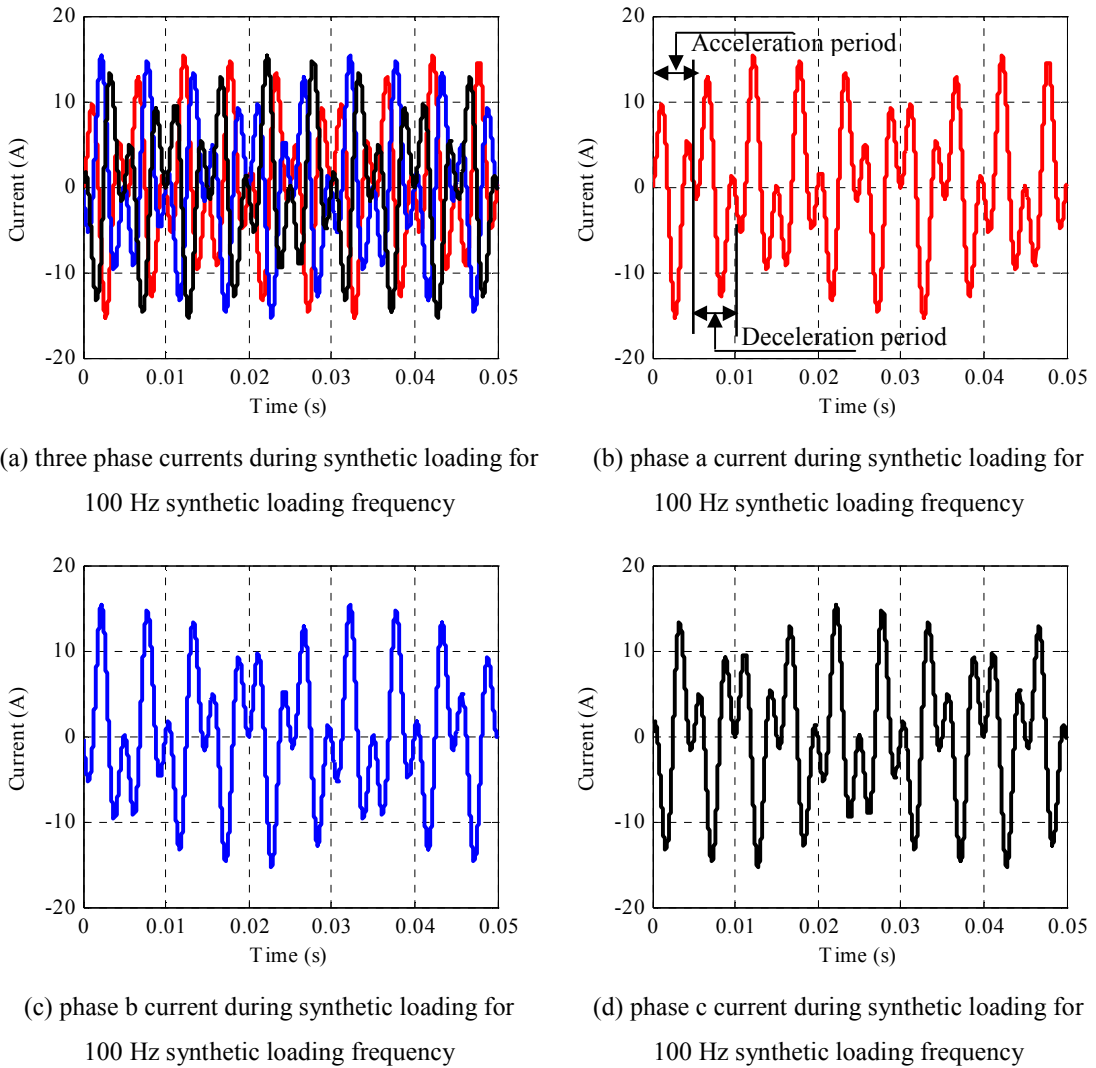 20
10
0
-10
-20
Current (A)
0 0.01 0.02 0.03 0.04 0.05
Time (s)
(a) three phase currents during synthetic loading for
100 Hz synthetic loading frequency
20
10
0
-10
-20
Current (A)
Acceleration period
Deceleration period
0 0.01 0.02 0.03 0.04 0.05
Time (s)
(b) phase a current during synthetic loading for
100 Hz synthetic loading frequency
20
10
0
-10
-20
Current (A)
0 0.01 0.02 0.03 0.04 0.05
Time (s)
(c) phase b current during synthetic loading for
100 Hz synthetic loading frequency
20
10
0
-10
-20
Current (A)
0 0.01 0.02 0.03 0.04 0.05
Time (s)
(d) phase c current during synthetic loading for
100 Hz synthetic loading frequency